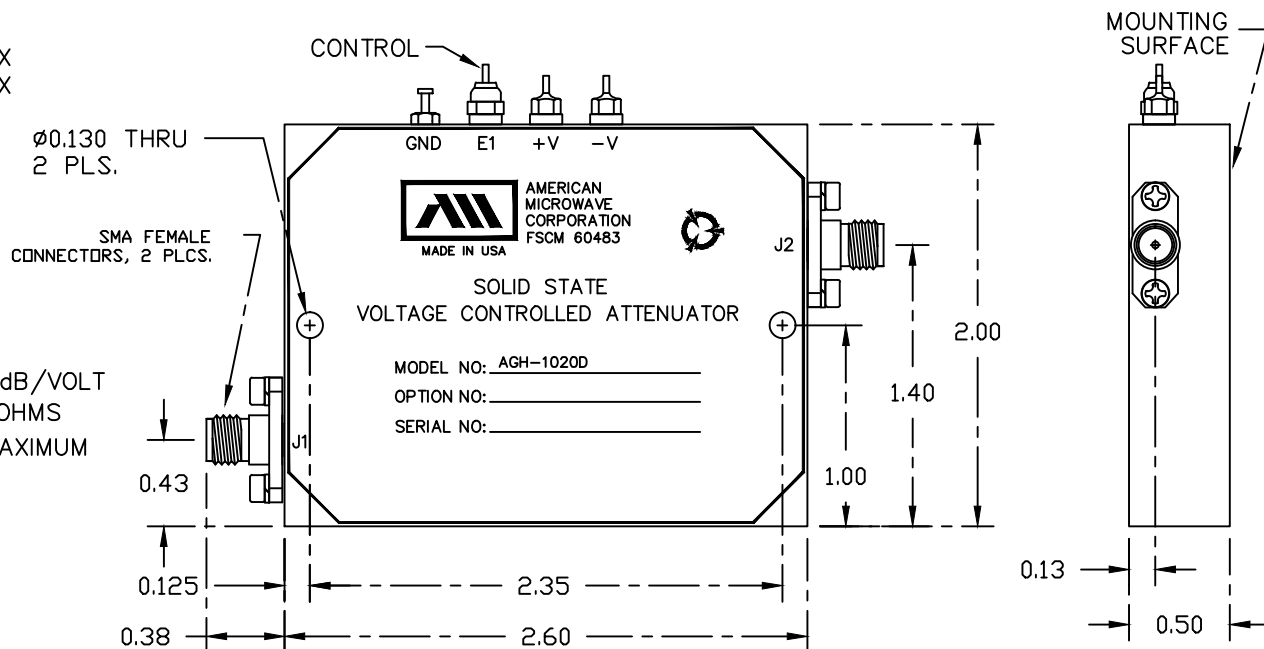 X
X
CONTROL
MOUNTING
SURFACE
Ø0.130 THRU
2 PLS.
GND E1 +V -V
AMERICAN
MICROWAVE
CORPORATION
FSCM 60483
MADE IN USA
SMA FEMALE
CONNECTORS, 2 PLCS.
J2
SOLID STATE
VOLTAGE CONTROLLED ATTENUATOR
2.00
MODEL NO: AGH-1020D
OPTION NO:
SERIAL NO:
dB/VOLT
OHMS
AXIMUM
J1
1.40
1.00
0.43
0.125
2.35
0.13
0.38
2.60
0.50